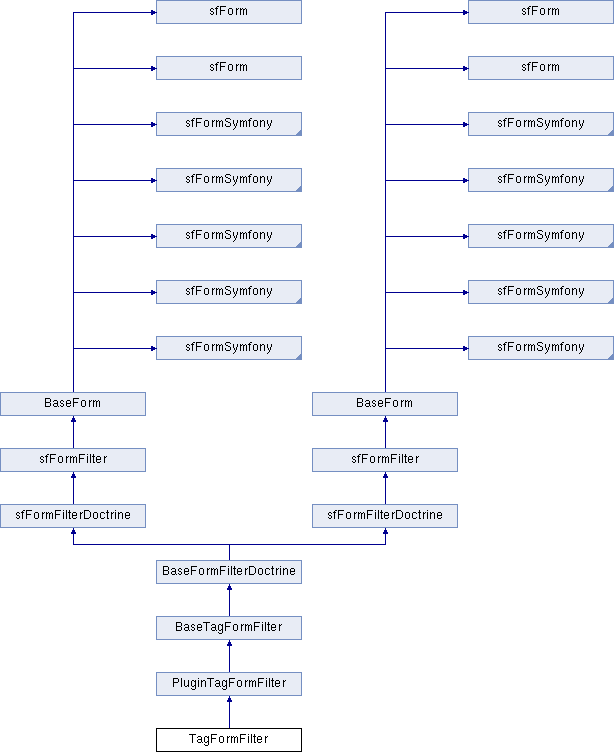 sfForm sfForm
sfForm sfForm
sfFormSymfony sfFormSymfony
sfFormSymfony sfFormSymfony
sfFormSymfony sfFormSymfony
sfFormSymfony sfFormSymfony
sfFormSymfony sfFormSymfony
BaseForm BaseForm
sfFormFilter sfFormFilter
sfFormFilterDoctrine sfFormFilterDoctrine
BaseFormFilterDoctrine
BaseTagFormFilter
PluginTagFormFilter
TagFormFilter